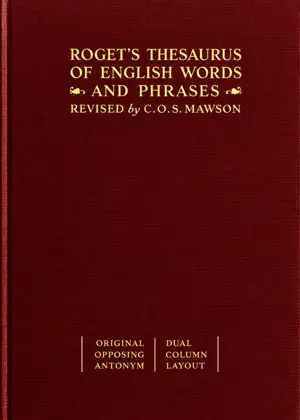 ROGET'S THESAURUS
OF ENGLISH WORDS
AND PHRASES
REVISED by C.O.S. MAWSON
ORIGINAL
OPPOSING
ANTONYM
DUAL
COLUMN
LAYOUT